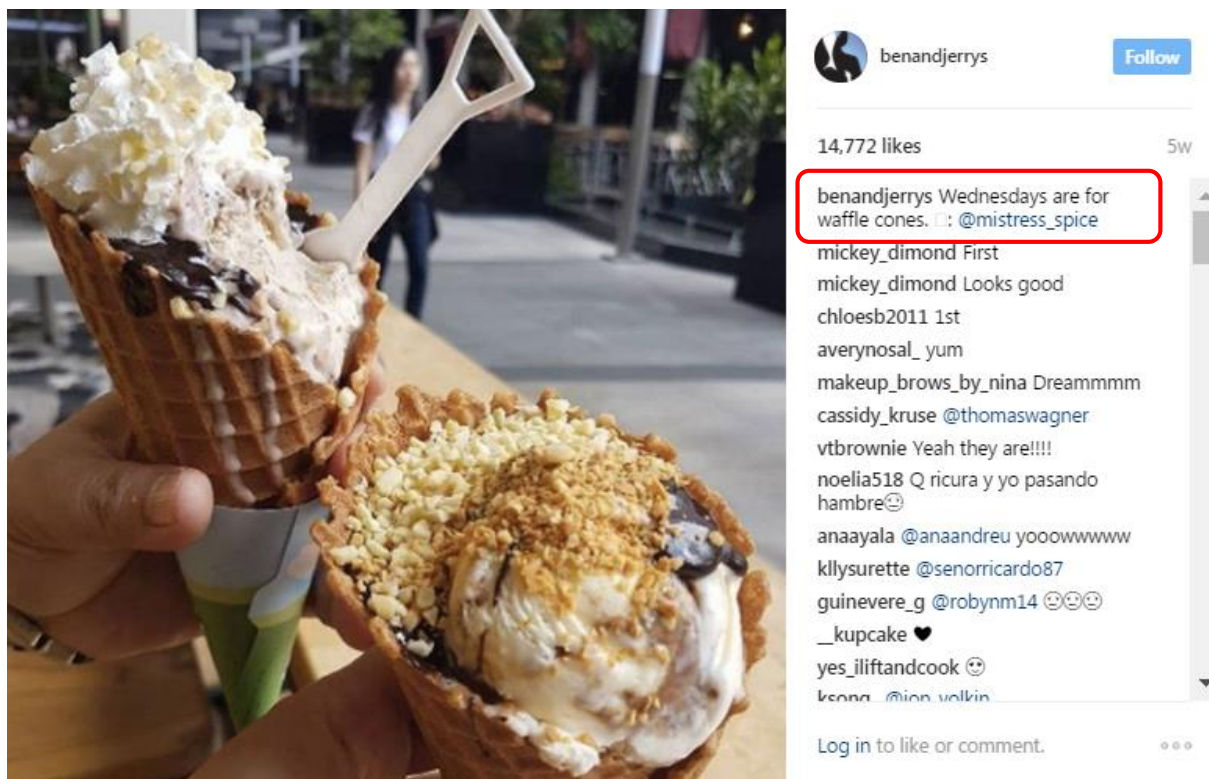 benandjerrys
Follow
14,772 likes
5w
benandjerrys Wednesdays are for
waffle cones. □: @mistress_spice
mickey_dimond First
mickey_dimond Looks good
chloesb2011 1st
averynosal_ yum
makeup_brows_by_nina Dreammmm
cassidy_kruse @thomaswagner
vtbrownie Yeah they are!!!!
noelia518 Q ricura y yo pasando
hambre😐
anaayala @anaandreu yooowwwww
kllysurette @senorricardo87
guinevere_g @robynm14 😐😐😐
__kupcake ♥
yes_iliftandcook 🙂
Log in to like or comment.